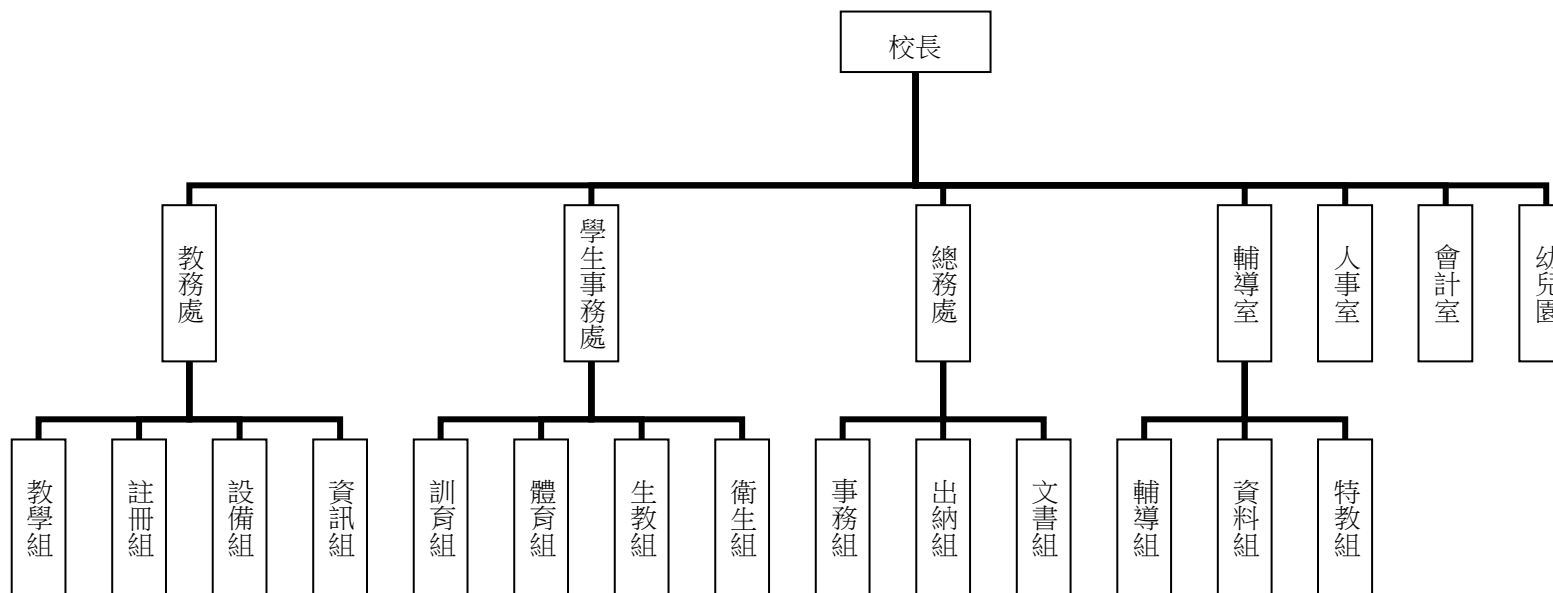 校長
教務處
學生事務處
總務處
輔導室
人事室
會計室
幼兒園
教學組
註冊組
設備組
資訊組
訓育組
體育組
生教組
衛生組
事務組
出納組
文書組
輔導組
資料組
特教組